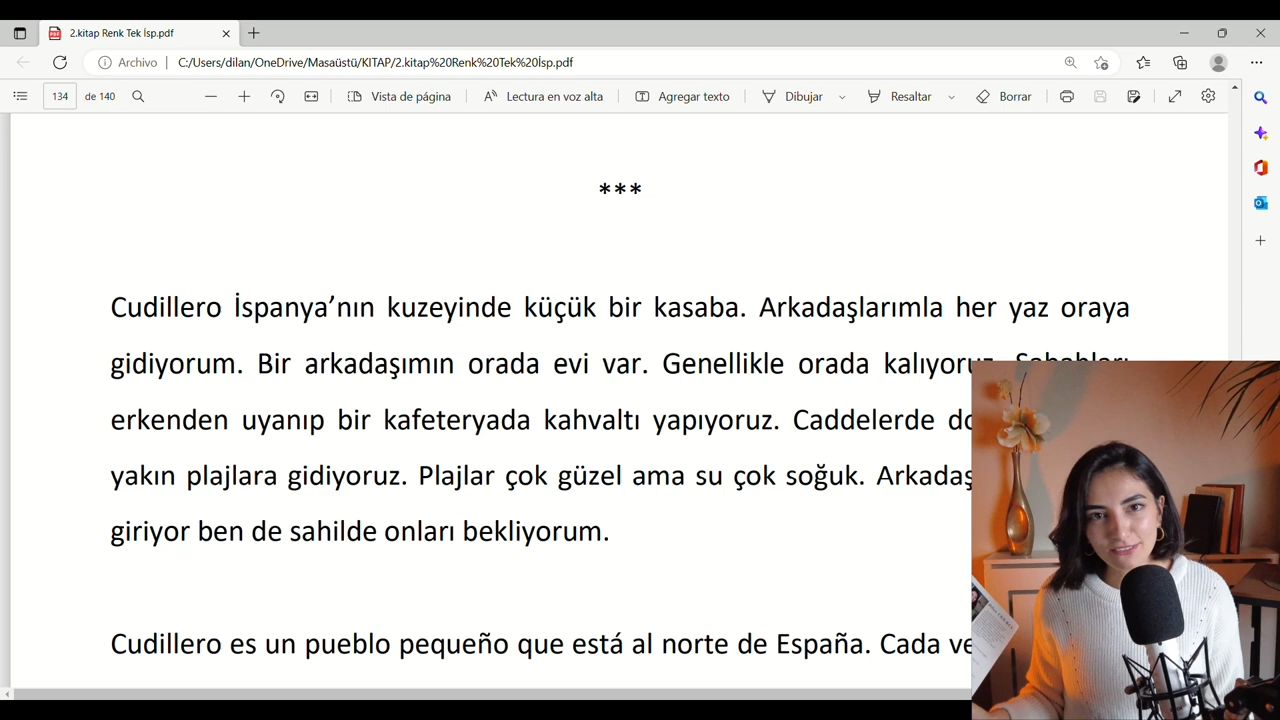 2.kitap Renk Tek İsp.pdf
Archivo | C:/Users/dilan/OneDrive/Masaüstü/KITAP/2.kitap%20Renk%20Tek%20İsp.pdf
134 de 140 Vista de página Lectura en voz alta Agregar texto Dibujar Resaltar Borrar
***
Cudillero İspanya’nın kuzeyinde küçük bir kasaba. Arkadaşlarımla her yaz oraya
gidiyorum. Bir arkadaşımın orada evi var. Genellikle orada kalıyoruz. Sabahları
erkenden uyanıp bir kafeteryada kahvaltı yapıyoruz. Caddelerde
yakın plajlara gidiyoruz. Plajlar çok güzel ama su çok soğuk.
giriyor ben de sahilde onları bekliyorum.
Cudillero es un pueblo pequeño que está al norte de España. Cada